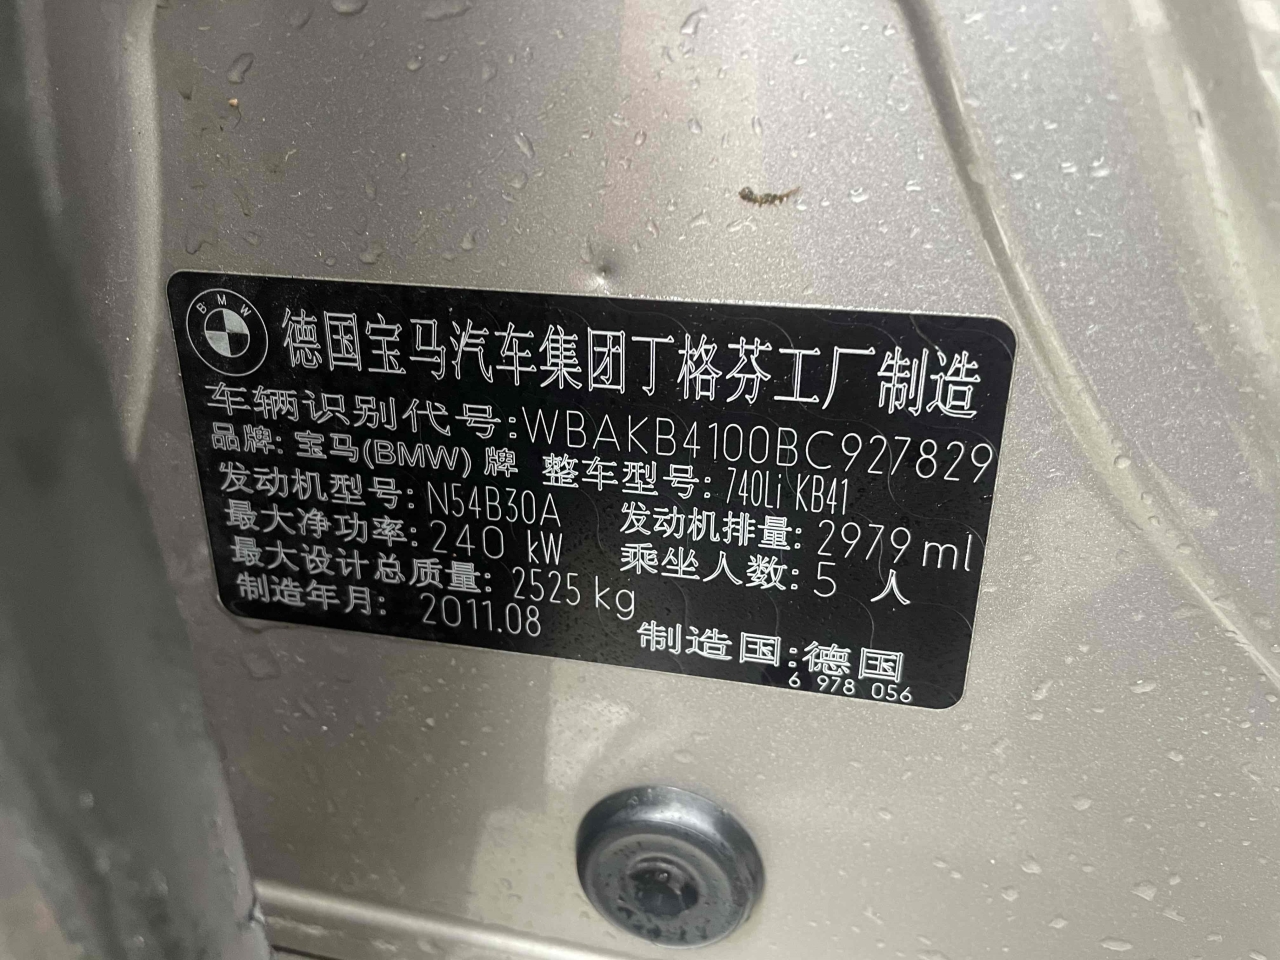 BMW
德国宝马汽车集团丁格芬工厂制造
车辆识别代号:WBAKB4100BC927829
品牌: 宝马(BMW) 牌 整车型号: 740Li KB41
发动机型号: N54B30A 发动机排量: 2979 ml
最大净功率: 240 kW 乘坐人数: 5 人
最大设计总质量: 2525 kg
制造年月: 2011.08 制造国:德国
6 978 056